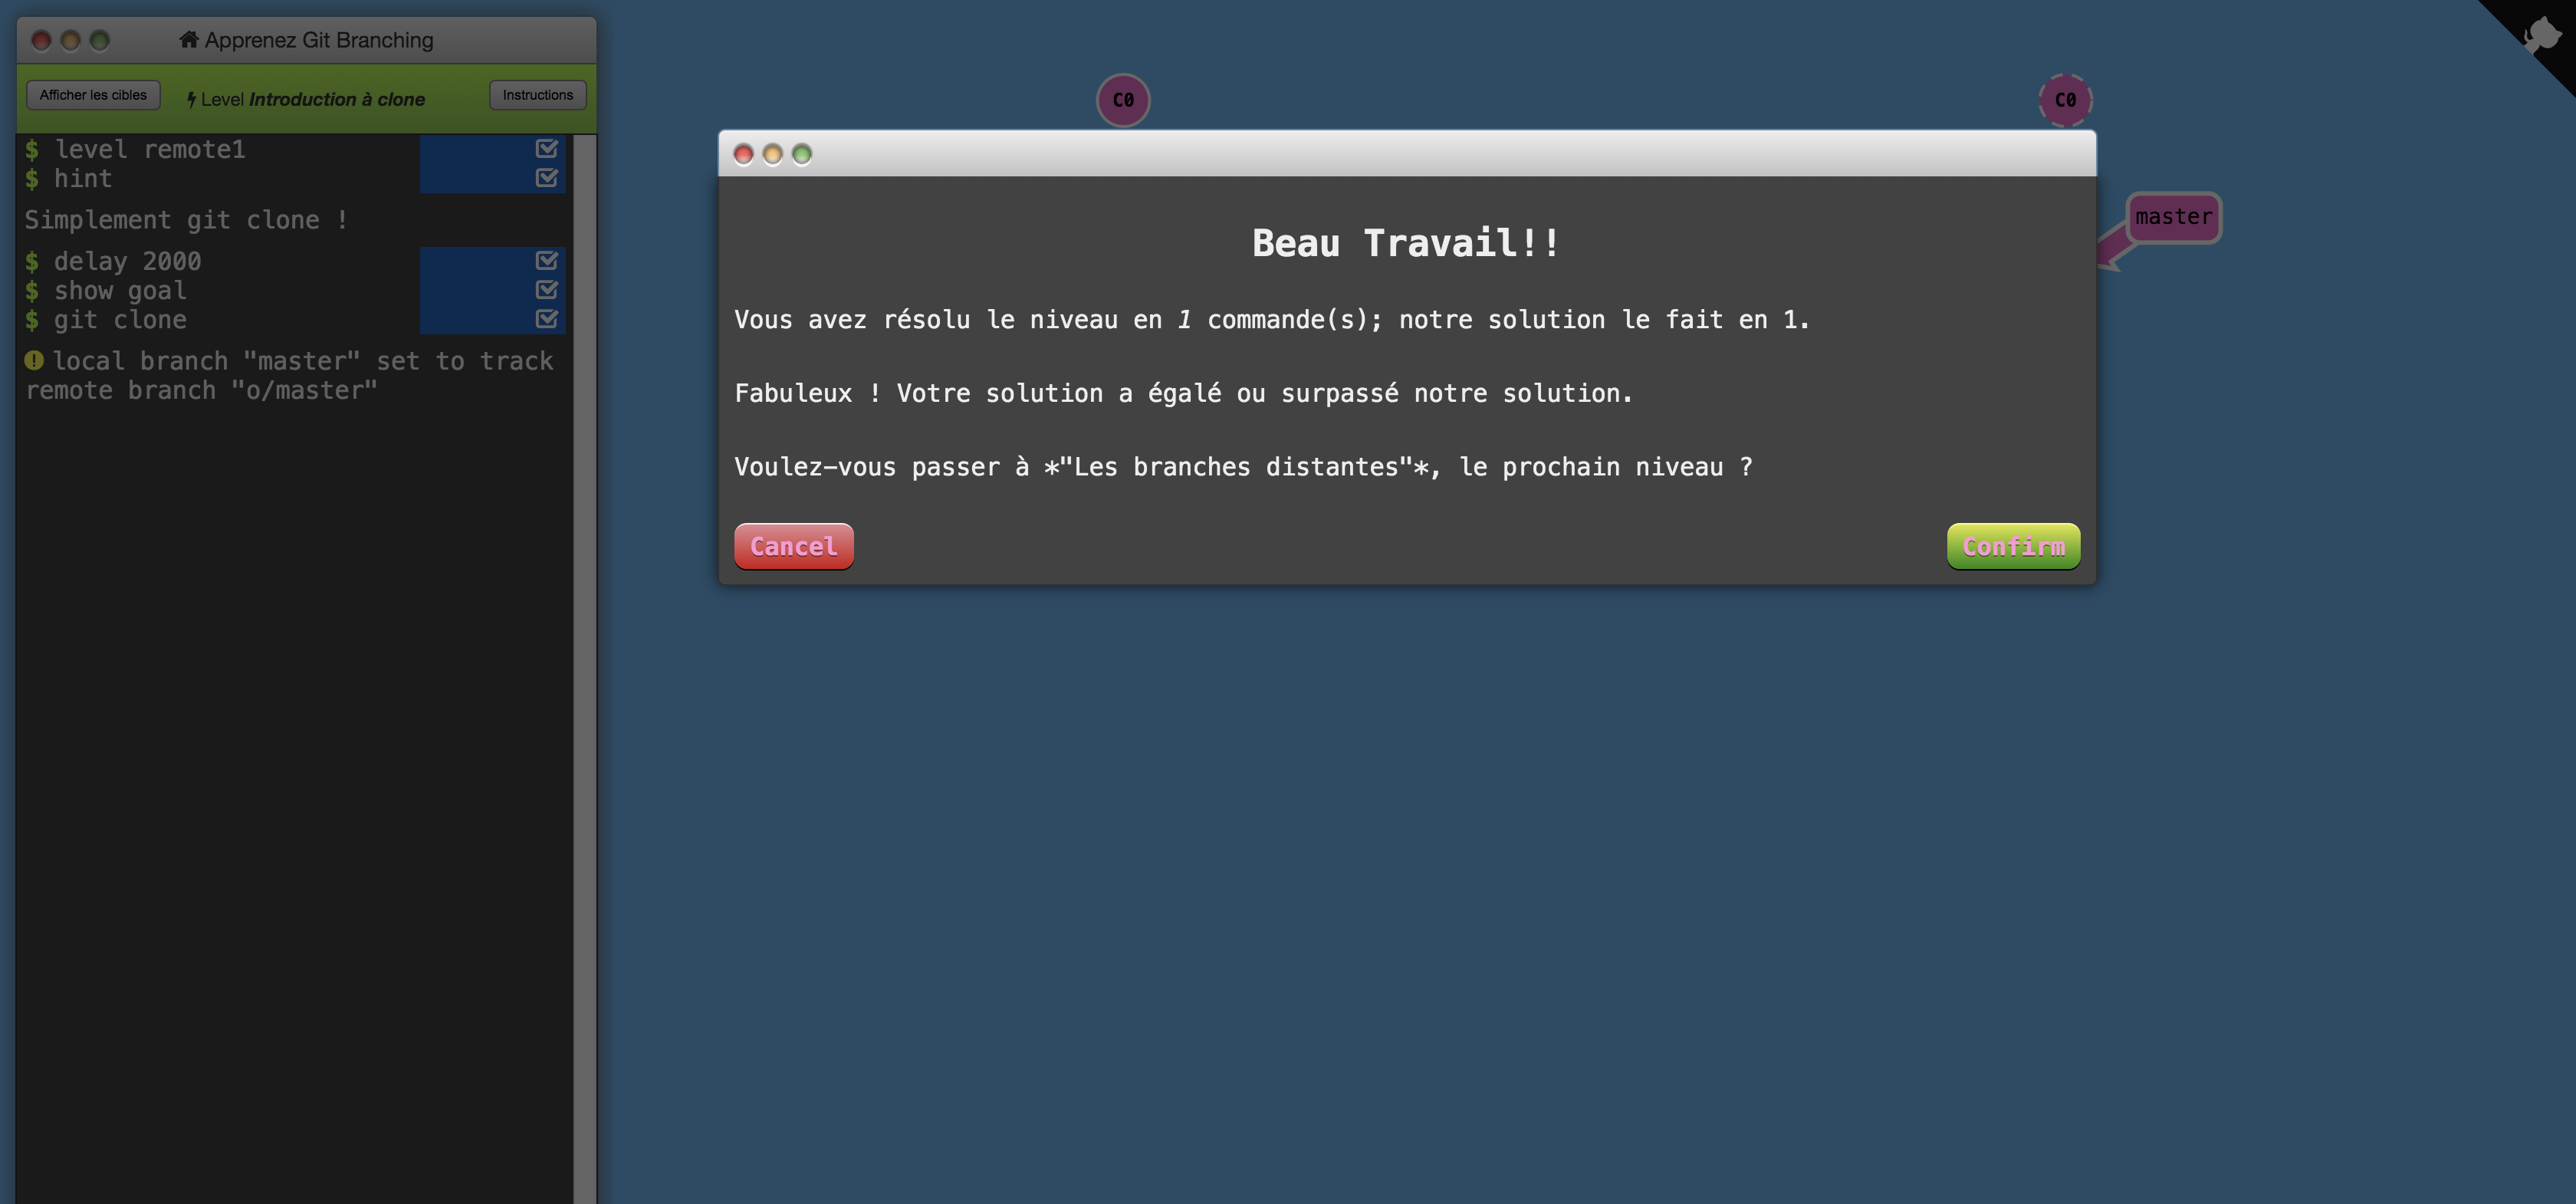 Apprenez Git Branching
Afficher les cibles
Level Introduction à clone
Instructions
$ level remote1
$ hint
Simplement git clone !
$ delay 2000
$ show goal
$ git clone
local branch "master" set to track
remote branch "o/master"
C0
C0
master
Beau Travail!!
Vous avez résolu le niveau en 1 commande(s); notre solution le fait en 1.
Fabuleux ! Votre solution a égalé ou surpassé notre solution.
Voulez-vous passer à *"Les branches distantes"*, le prochain niveau ?
Cancel
Confirm